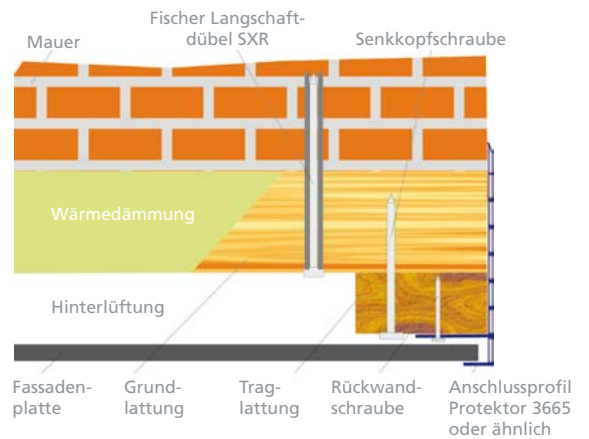 Mauer
Fischer Langschaft-
dübel SXR
Senkkopfschraube
Wärmedämmung
Hinterlüftung
Fassaden-
platte
Grund-
lattung
Trag-
lattung
Rückwand-
schraube
Anschlussprofil
Protektor 3665
oder ähnlich